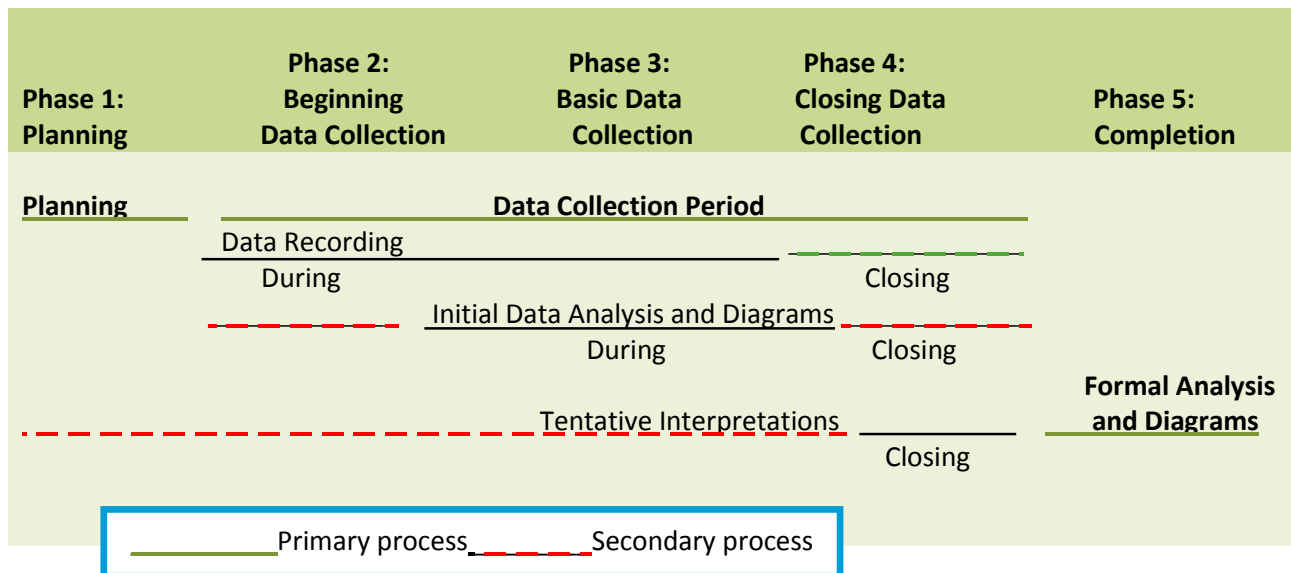 Phase 2: Phase 3: Phase 4:
Phase 1: Beginning Basic Data Closing Data Phase 5:
Planning Data Collection Collection Collection Completion
Planning Data Collection Period
Data Recording
During Closing
Initial Data Analysis and Diagrams
During Closing
Formal Analysis
Tentative Interpretations and Diagrams
Closing
Primary process Secondary process